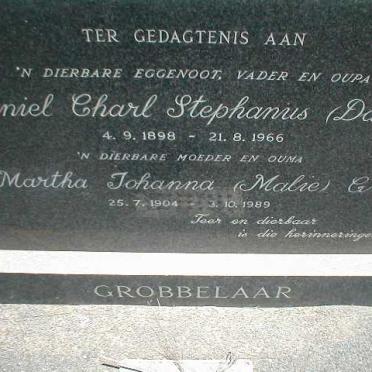 TER GEDAGTENIS AAN
'N DIERBARE EGGENOOT, VADER EN OUPA
niel Charl Stephanus (Da
4. 9. 1898 - 21. 8. 1966
'N DIERBARE MOEDER EN OUMA
Martha Johanna (Malie) G
25. 7. 1904 - 3. 10. 1989
Teer en dierbaar
is die herinneringe
GROBBELAAR